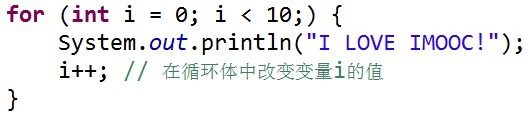 for (int i = 0; i < 10;) {
    System.out.println("I LOVE IMOOC!");
    i++; // 在循环体中改变变量i的值
}